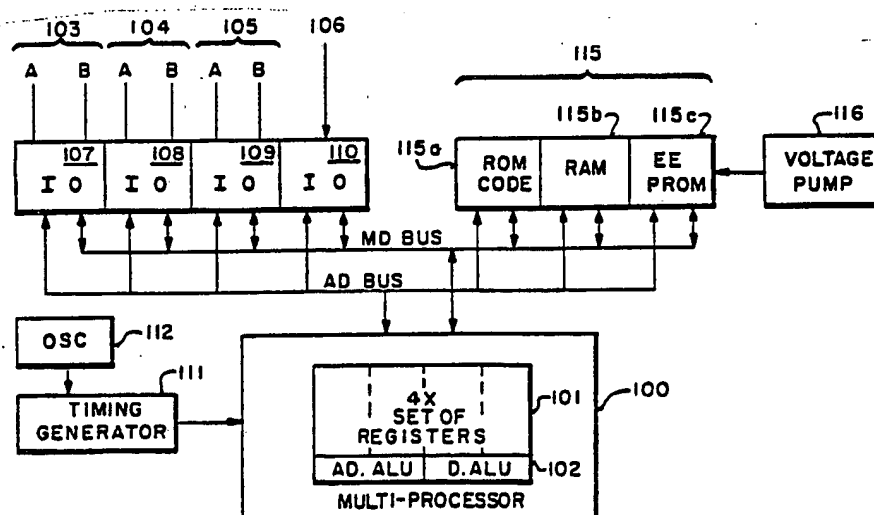 103 104 105 106
A B A B A B
107 108 109 110
I O I O I O I O
115
115b 115c 116
115a
ROM CODE
RAM
EE PROM
VOLTAGE PUMP
MD BUS
AD BUS
OSC
112
111
TIMING GENERATOR
4X
SET OF
REGISTERS
101
100
AD. ALU D. ALU
102
MULTI-PROCESSOR